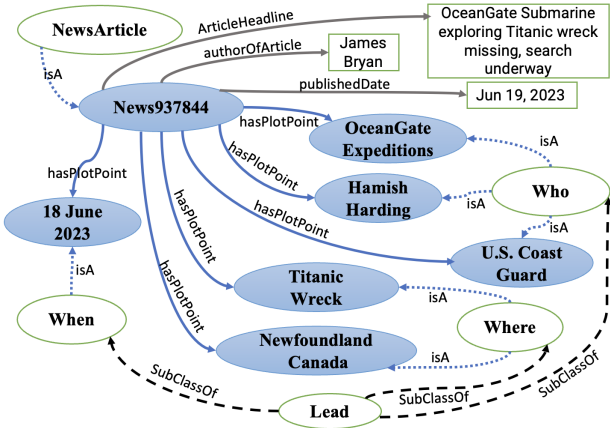 NewsArticle
ArticleHeadline
OceanGate Submarine
exploring Titanic wreck
missing, search
underway
authorOfArticle
James
Bryan
isA
publishedDate
Jun 19, 2023
News937844
hasPlotPoint
OceanGate
Expeditions
isA
hasPlotPoint
hasPlotPoint
Hamish
Harding
isA
Who
18 June
2023
hasPlotPoint
hasPlotPoint
isA
U.S. Coast
Guard
isA
hasPlotPoint
Titanic
Wreck
isA
When
Where
Newfoundland
Canada
isA
SubClassOf
SubClassOf
SubClassOf
Lead